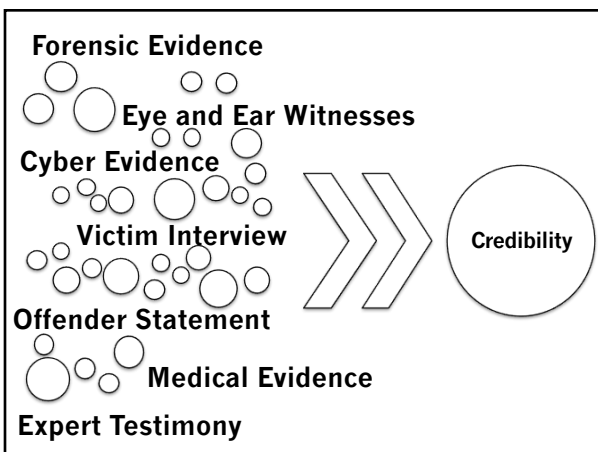 Forensic Evidence
Eye and Ear Witnesses
Cyber Evidence
Victim Interview
Offender Statement
Medical Evidence
Expert Testimony
Credibility